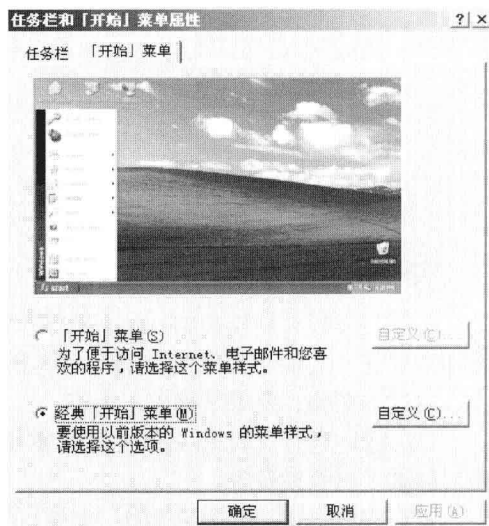 任务栏和「开始」菜单属性
? ×
任务栏 「开始」菜单
「开始」菜单(S)
自定义(C)...
为了便于访问 Internet、电子邮件和您喜
欢的程序，请选择这个菜单样式。
经典「开始」菜单(M)
自定义(C)...
要使用以前版本的 Windows 的菜单样式，
请选择这个选项。
确定 取消 应用(A)